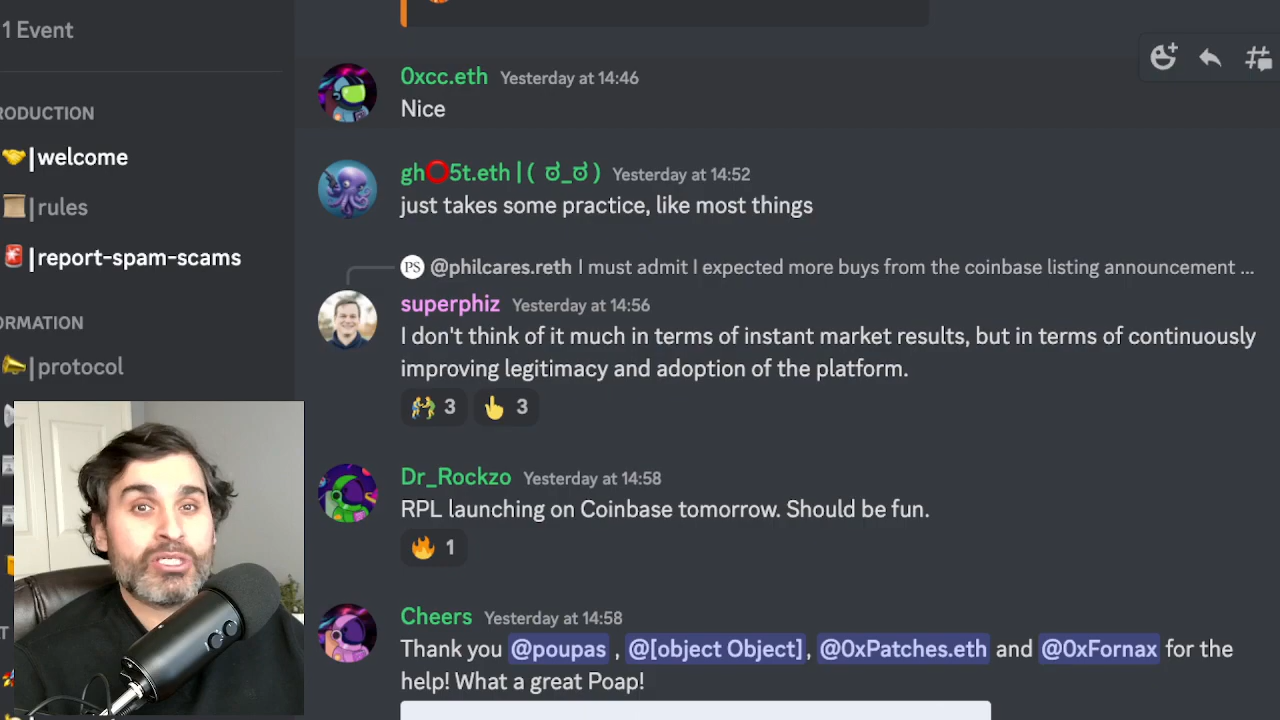 1 Event
RODUCTION
|welcome
|rules
|report-spam-scams
ORMATION
|protocol
T
0xcc.eth Yesterday at 14:46
Nice
gh⭕5t.eth | ( ಠ_ಠ ) Yesterday at 14:52
just takes some practice, like most things
PS @philcares.reth I must admit I expected more buys from the coinbase listing announcement ...
superphiz Yesterday at 14:56
I don't think of it much in terms of instant market results, but in terms of continuously
improving legitimacy and adoption of the platform.
3 3
Dr_Rockzo Yesterday at 14:58
RPL launching on Coinbase tomorrow. Should be fun.
1
Cheers Yesterday at 14:58
Thank you @poupas , @[object Object], @0xPatches.eth and @0xFornax for the
help! What a great Poap!